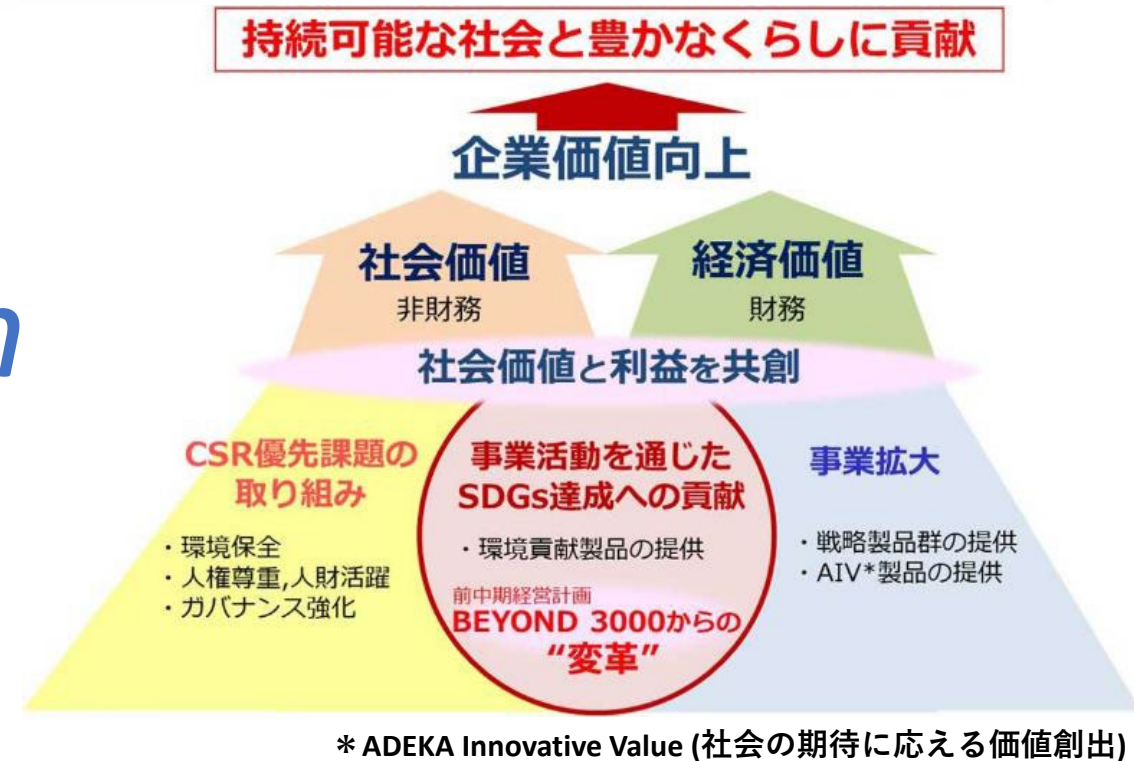 持続可能な社会と豊かなくらしに貢献
企業価値向上
社会価値
非財務
経済価値
財務
社会価値と利益を共創
CSR優先課題の
取り組み
・環境保全
・人権尊重,人財活躍
・ガバナンス強化
事業活動を通じた
SDGs達成への貢献
・環境貢献製品の提供
前中期経営計画
BEYOND 3000からの
“変革”
事業拡大
・戦略製品群の提供
・AIV*製品の提供
n
＊ADEKA Innovative Value (社会の期待に応える価値創出)